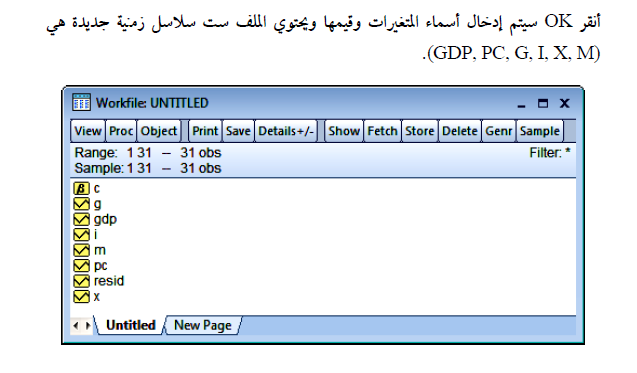 أنقر OK سيتم إدخال أسماء المتغيرات وقيمها ويحتوي الملف ست سلاسل زمنية جديدة هي
(GDP, PC, G, I, X, M).
Workfile: UNTITLED
View Proc Object Print Save Details+/- Show Fetch Store Delete Genr Sample
Range: 1 31 – 31 obs Filter: *
Sample: 1 31 – 31 obs
c
g
gdp
i
m
pc
resid
x
Untitled New Page